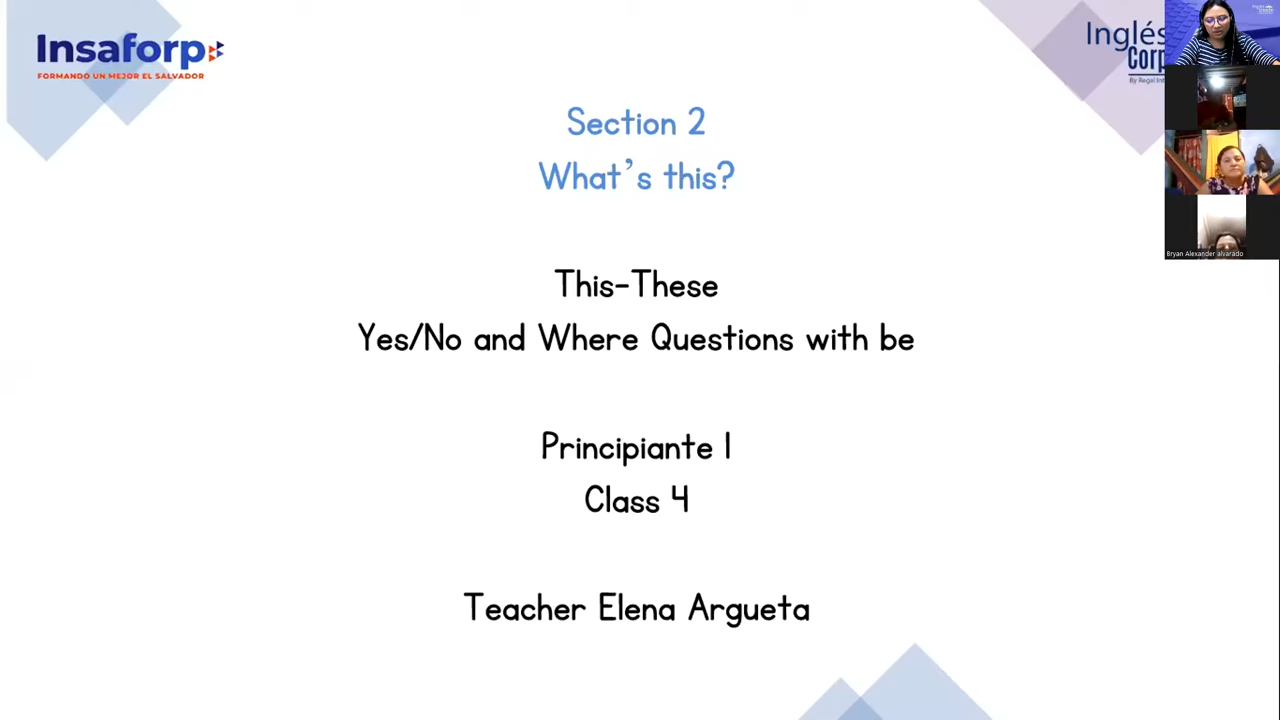 Insaforp
FORMANDO UN MEJOR EL SALVADOR
Inglés
Corp
Section 2
What's this?
This-These
Yes/No and Where Questions with be
Principiante 1
Class 4
Teacher Elena Argueta
Bryan Alexander alvarado